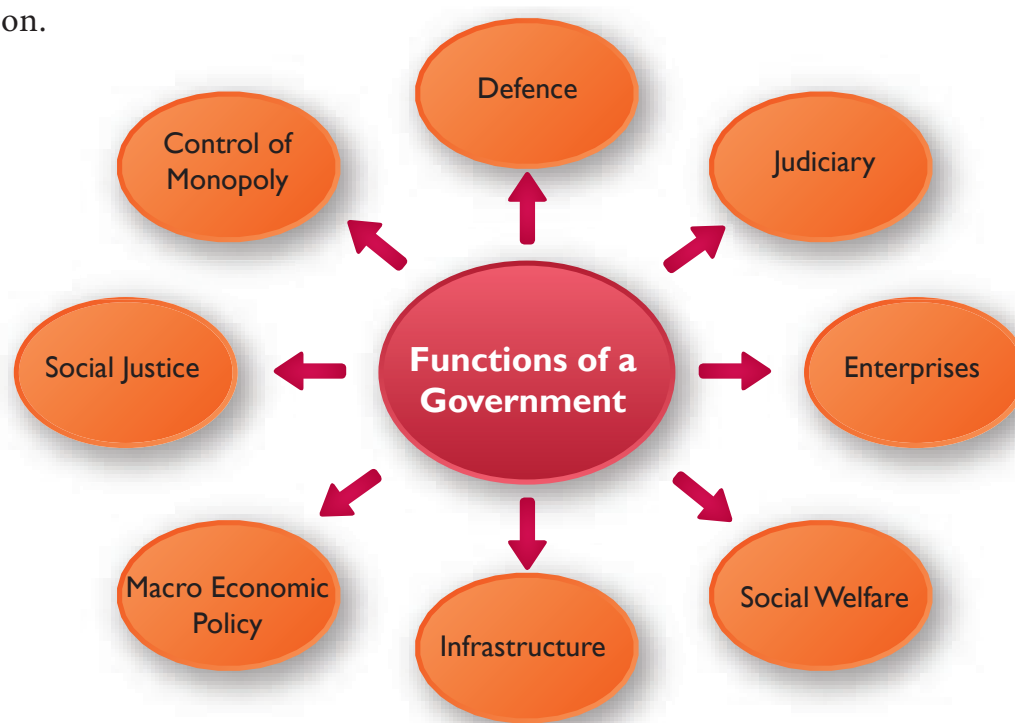 on.
Defence
Control of
Monopoly
Judiciary
Social Justice
Functions of a
Government
Enterprises
Macro Economic
Policy
Infrastructure
Social Welfare